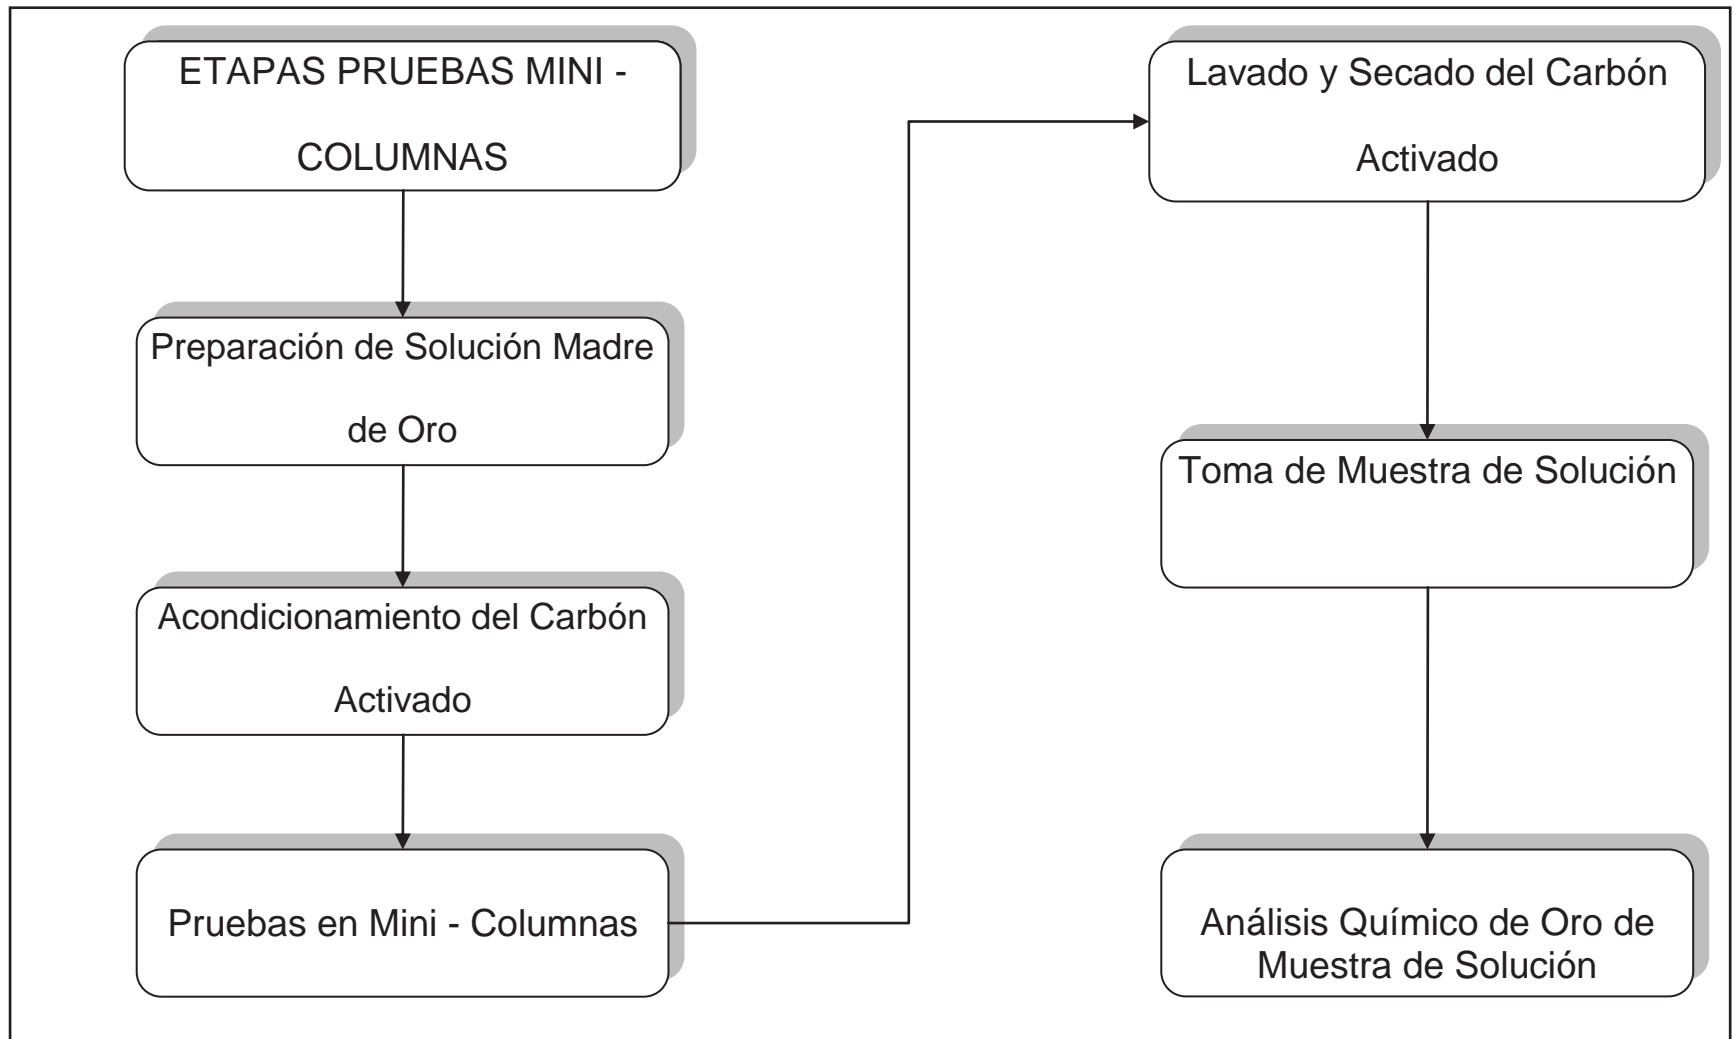 ETAPAS PRUEBAS MINI -
COLUMNAS
Preparación de Solución Madre
de Oro
Acondicionamiento del Carbón
Activado
Pruebas en Mini - Columnas
Lavado y Secado del Carbón
Activado
Toma de Muestra de Solución
Análisis Químico de Oro de
Muestra de Solución